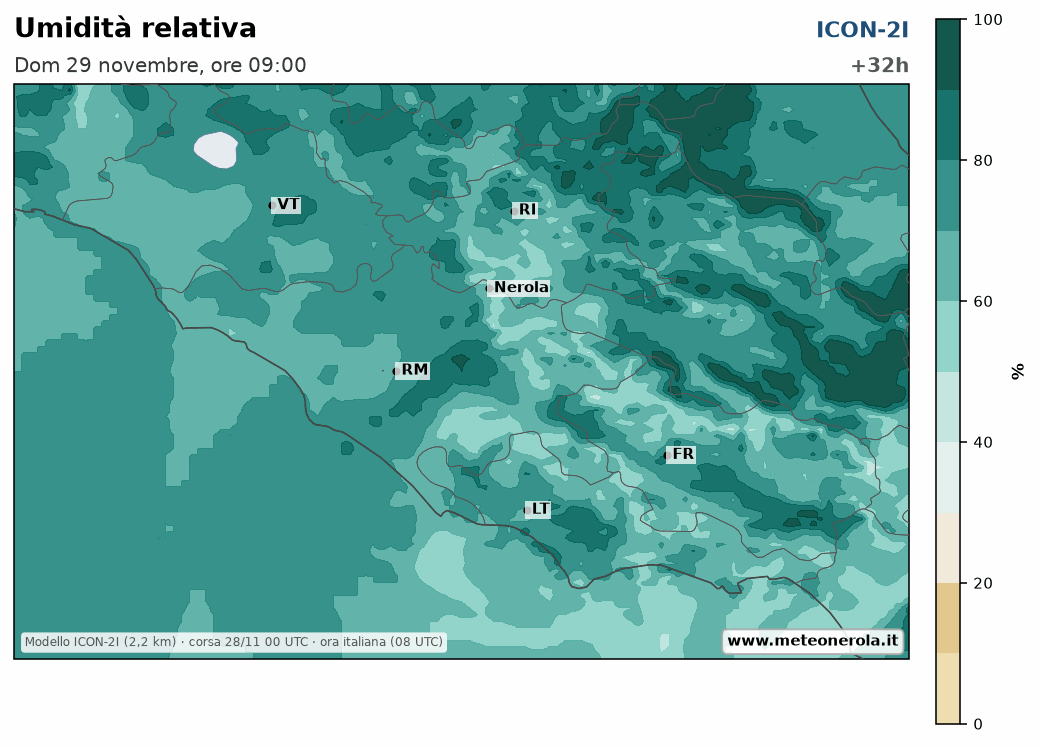 Umidità relativa
ICON-2I
Dom 29 novembre, ore 09:00
+32h
100
80
60
40
20
0
%
VT
RI
Nerola
RM
FR
LT
Modello ICON-2I (2,2 km) · corsa 28/11 00 UTC · ora italiana (08 UTC)
www.meteonerola.it